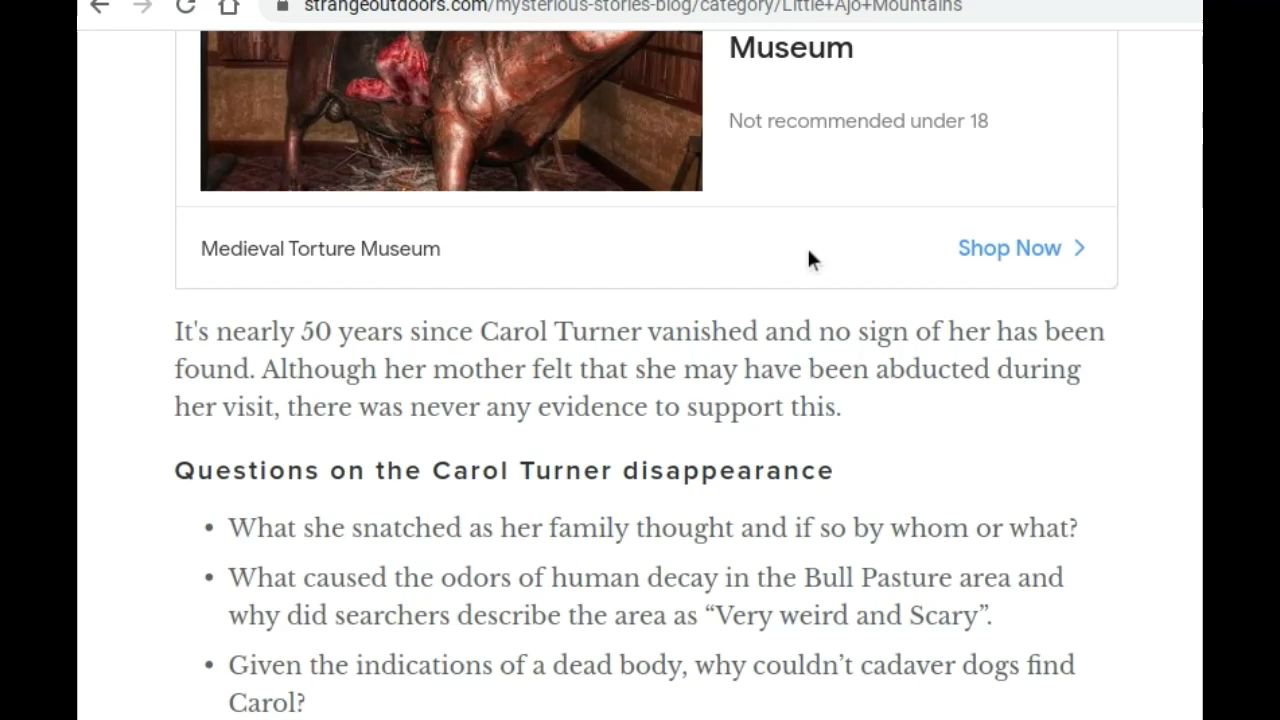 strangeoutdoors.com/mysterious-stories-blog/category/Little+Ajo+Mountains
Museum
Not recommended under 18
Medieval Torture Museum
Shop Now
It's nearly 50 years since Carol Turner vanished and no sign of her has been
found. Although her mother felt that she may have been abducted during
her visit, there was never any evidence to support this.
Questions on the Carol Turner disappearance
• What she snatched as her family thought and if so by whom or what?
• What caused the odors of human decay in the Bull Pasture area and
why did searchers describe the area as “Very weird and Scary”.
• Given the indications of a dead body, why couldn’t cadaver dogs find
Carol?